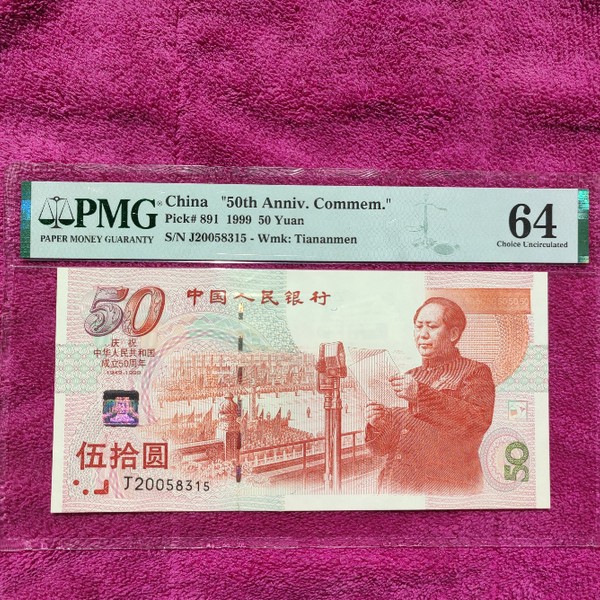 PMG
PAPER MONEY GUARANTY
China "50th Anniv. Commem."
Pick# 891 1999 50 Yuan
S/N J20058315 - Wmk: Tiananmen
64
Choice Uncirculated
50
中国人民银行
庆祝
中华人民共和国
成立50周年
1949-1999
伍拾圆
J20058315
50